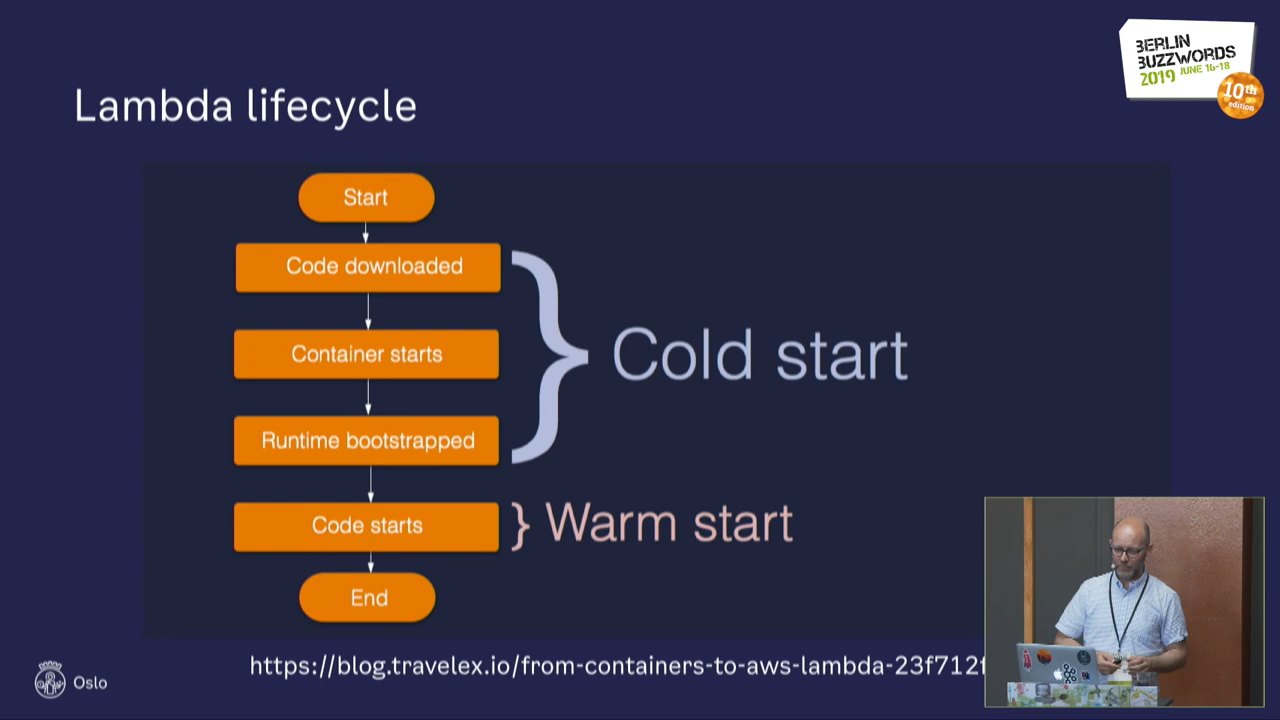 BERLIN
BUZZWORDS
2019 JUNE 16-18
10th
edition
Lambda lifecycle
Start
Code downloaded
Container starts
Cold start
Runtime bootstrapped
Code starts
Warm start
End
https://blog.travelex.io/from-containers-to-aws-lambda-23f712f
Oslo